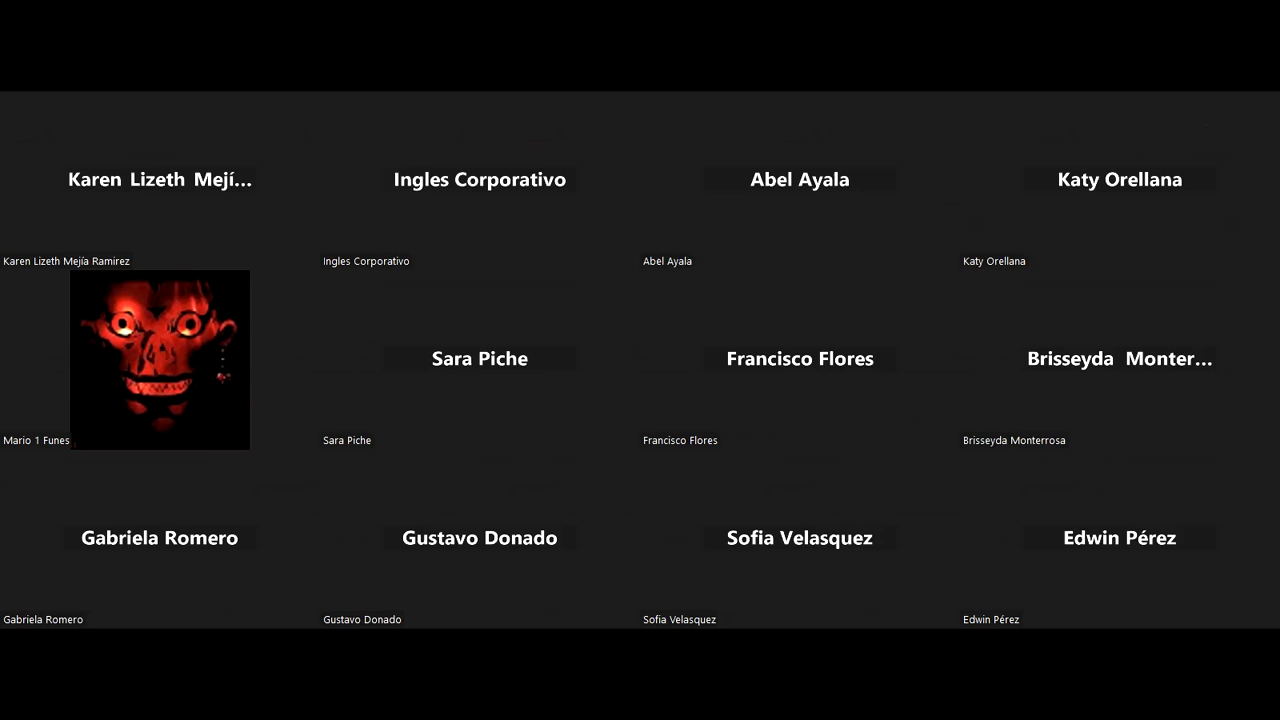 Karen Lizeth Mejí...
Ingles Corporativo
Abel Ayala
Katy Orellana
Karen Lizeth Mejía Ramirez
Ingles Corporativo
Abel Ayala
Katy Orellana
Sara Piche
Francisco Flores
Brisseyda Monter...
Mario 1 Funes
Sara Piche
Francisco Flores
Brisseyda Monterrosa
Gabriela Romero
Gustavo Donado
Sofia Velasquez
Edwin Pérez
Gabriela Romero
Gustavo Donado
Sofia Velasquez
Edwin Pérez